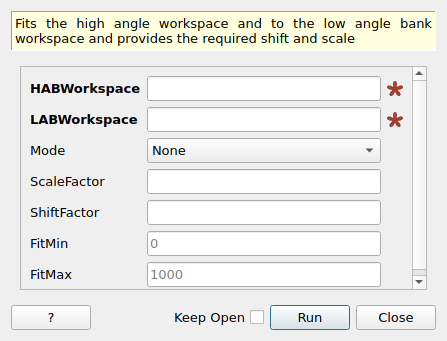 Fits the high angle workspace and to the low angle bank
workspace and provides the required shift and scale
HABWorkspace *
LABWorkspace *
Mode None
ScaleFactor
ShiftFactor
FitMin 0
FitMax 1000
? Keep Open Run Close